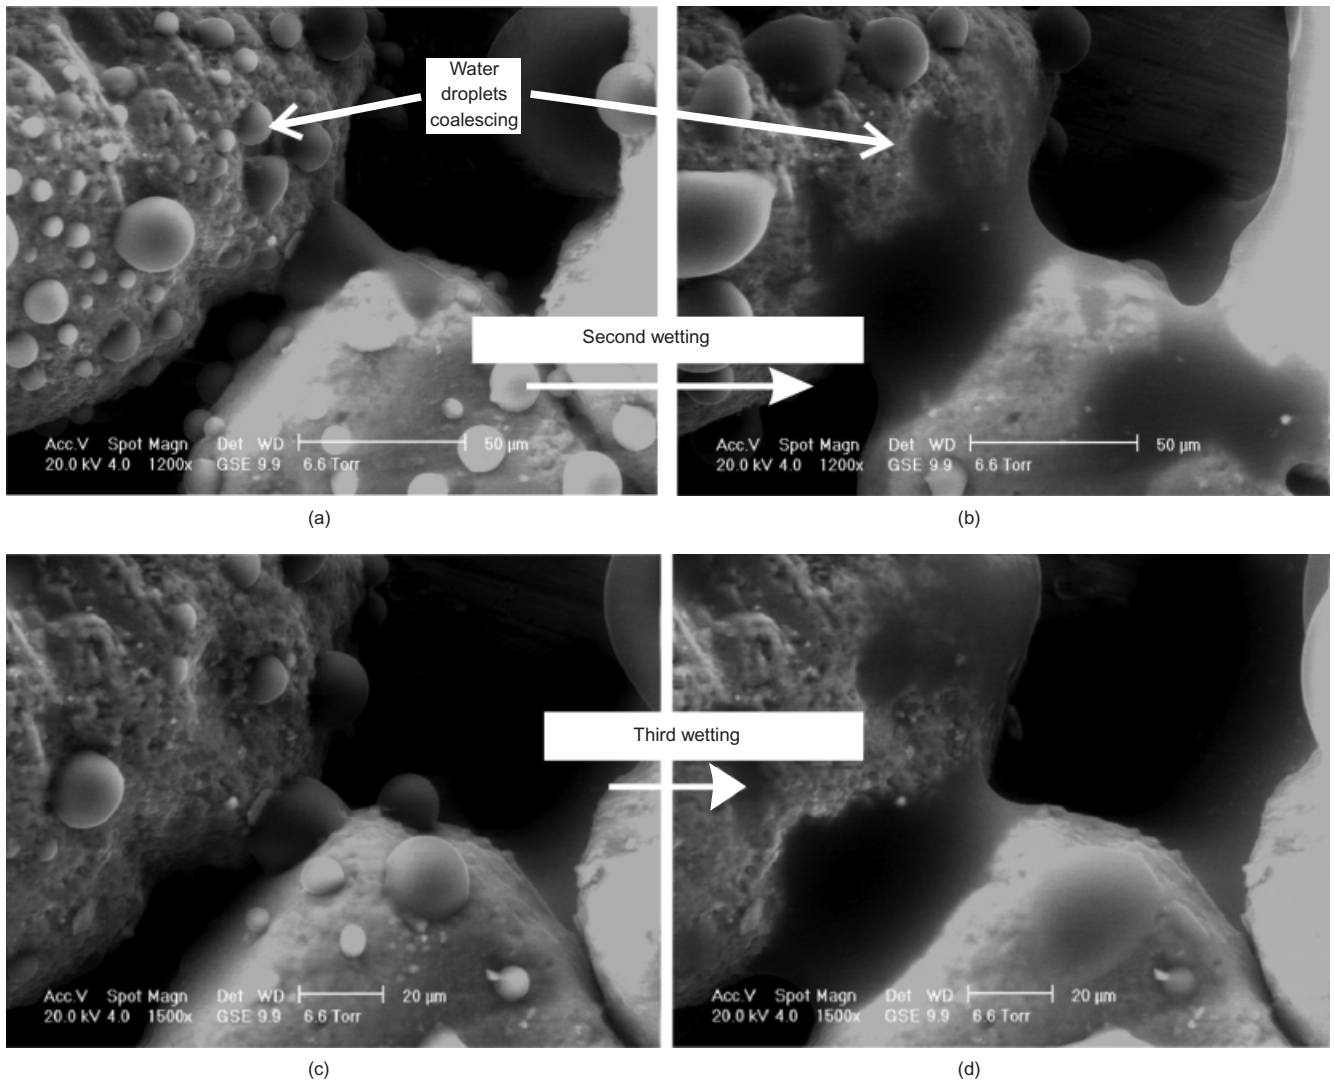 Water
droplets
coalescing
Second wetting
Acc.V Spot Magn Det WD 50 µm
20.0 kV 4.0 1200x GSE 9.9 6.6 Torr
Acc.V Spot Magn Det WD 50 µm
20.0 kV 4.0 1200x GSE 9.9 6.6 Torr
(a)
(b)
Third wetting
Acc.V Spot Magn Det WD 20 µm
20.0 kV 4.0 1500x GSE 9.9 6.6 Torr
Acc.V Spot Magn Det WD 20 µm
20.0 kV 4.0 1500x GSE 9.9 6.6 Torr
(c)
(d)